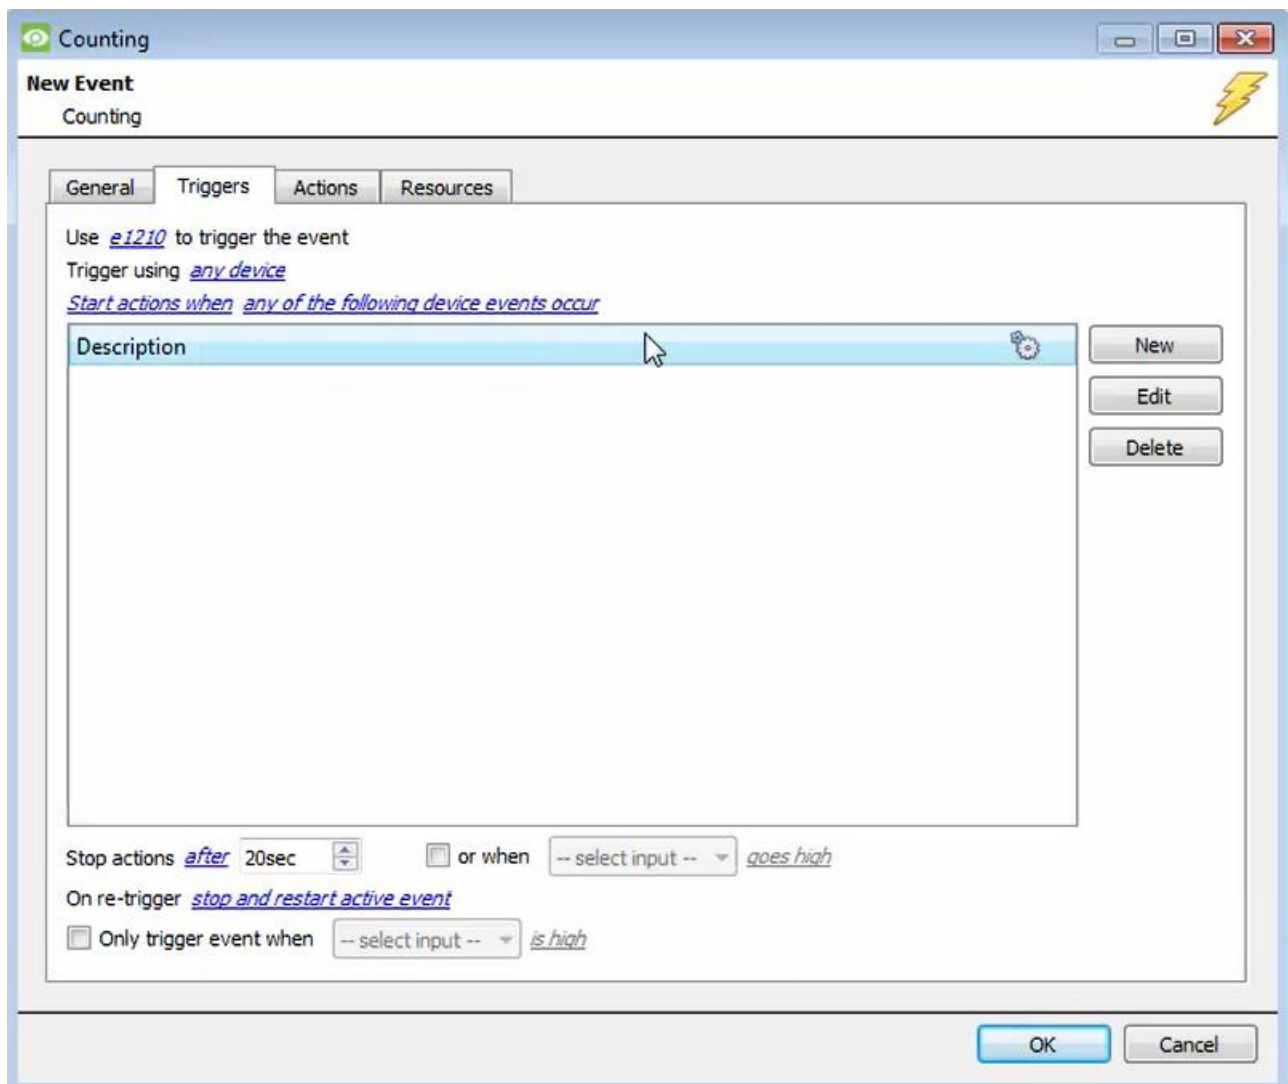 Counting
New Event
Counting
General Triggers Actions Resources
Use e1210 to trigger the event
Trigger using any device
Start actions when any of the following device events occur
Description
New
Edit
Delete
Stop actions after 20sec or when -- select input -- goes high
On re-trigger stop and restart active event
Only trigger event when -- select input -- is high
OK Cancel